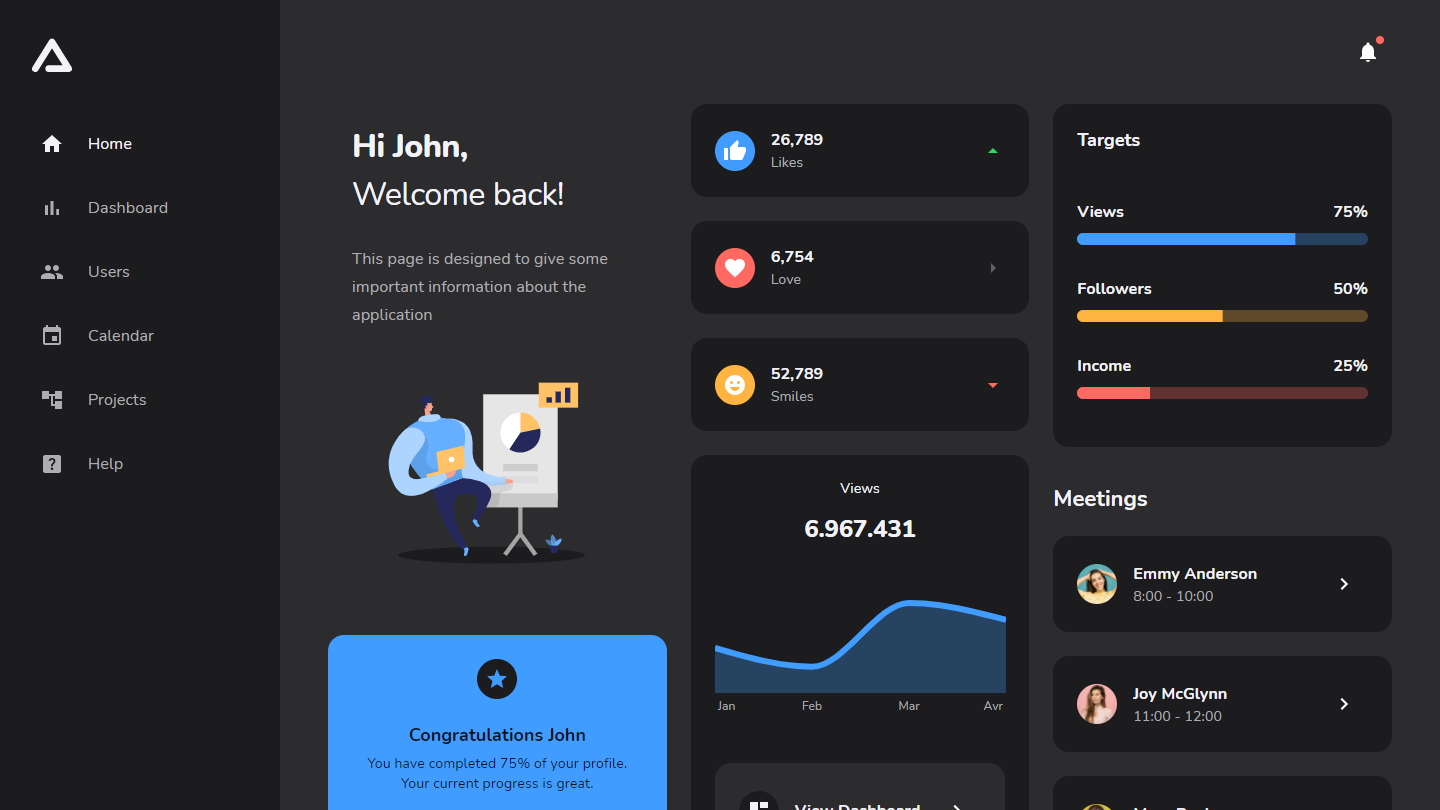 Home
Dashboard
Users
Calendar
Projects
Help
Hi John,
Welcome back!
This page is designed to give some
important information about the
application
Congratulations John
You have completed 75% of your profile.
Your current progress is great.
26,789
Likes
6,754
Love
52,789
Smiles
Views
6.967.431
Jan Feb Mar Avr
View Dashboard
Targets
Views 75%
Followers 50%
Income 25%
Meetings
Emmy Anderson
8:00 - 10:00
Joy McGlynn
11:00 - 12:00